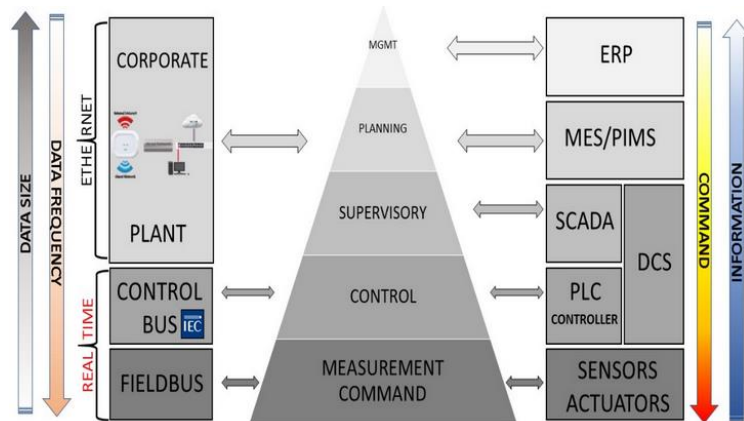 DATA SIZE
DATA FREQUENCY
ETHERNET
REAL TIME
CORPORATE
PLANT
CONTROL
BUS IEC
FIELDBUS
MGMT
PLANNING
SUPERVISORY
CONTROL
MEASUREMENT
COMMAND
ERP
MES/PIMS
SCADA
DCS
PLC
CONTROLLER
SENSORS
ACTUATORS
COMMAND
INFORMATION